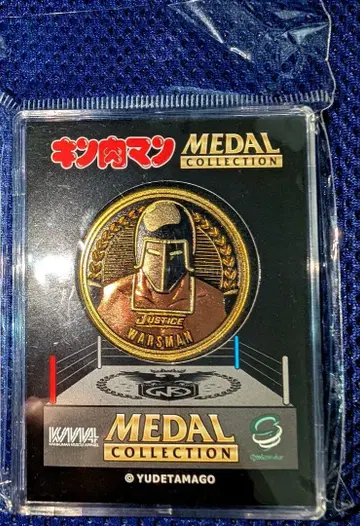 キン肉マン MEDAL
COLLECTION
JUSTICE
WARSMAN
MEDAL
COLLECTION
© YUDETAMAGO